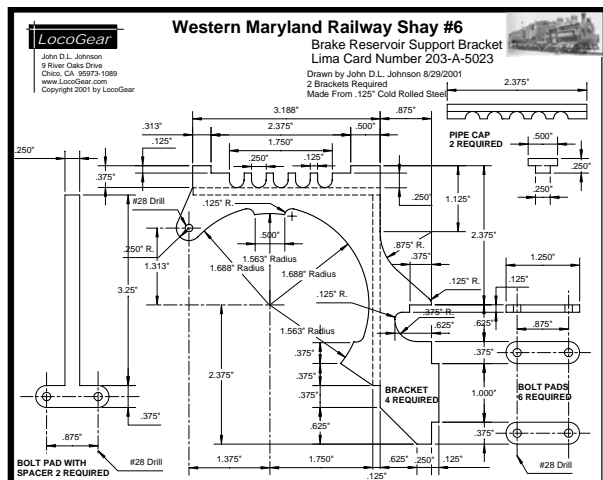 Western Maryland Railway Shay #6
LocoGear
Brake Reservoir Support Bracket
Lima Card Number 203-A-5023
John D.L. Johnson
9 River Oaks Drive
Chico, CA 95973-1089
www.LocoGear.com
Copyright 2001 by LocoGear
Drawn by John D.L. Johnson 8/29/2001
2 Brackets Required
Made From .125" Cold Rolled Steel
2.375"
3.188"
.875"
.313"
2.375"
.500"
.125"
1.750"
PIPE CAP
2 REQUIRED
.500"
.250"
.375"
.250"
.125"
.250"
.250"
.250"
1.125"
#28 Drill
.125" R.
2.375"
.250" R.
.500"
.875" R.
1.313"
1.563" Radius
.375"
1.250"
1.688" Radius
1.688" Radius
.125" R.
.125"
3.25"
.125" R.
.375" R.
1.563" Radius
.625"
.625"
.875"
.375"
.375"
2.375"
.375"
BRACKET
4 REQUIRED
1.000"
BOLT PADS
6 REQUIRED
.375"
.625"
.375"
.875"
#28 Drill
#28 Drill
BOLT PAD WITH
SPACER 2 REQUIRED
1.375"
1.750"
.625"
.250"
.125"
.125"